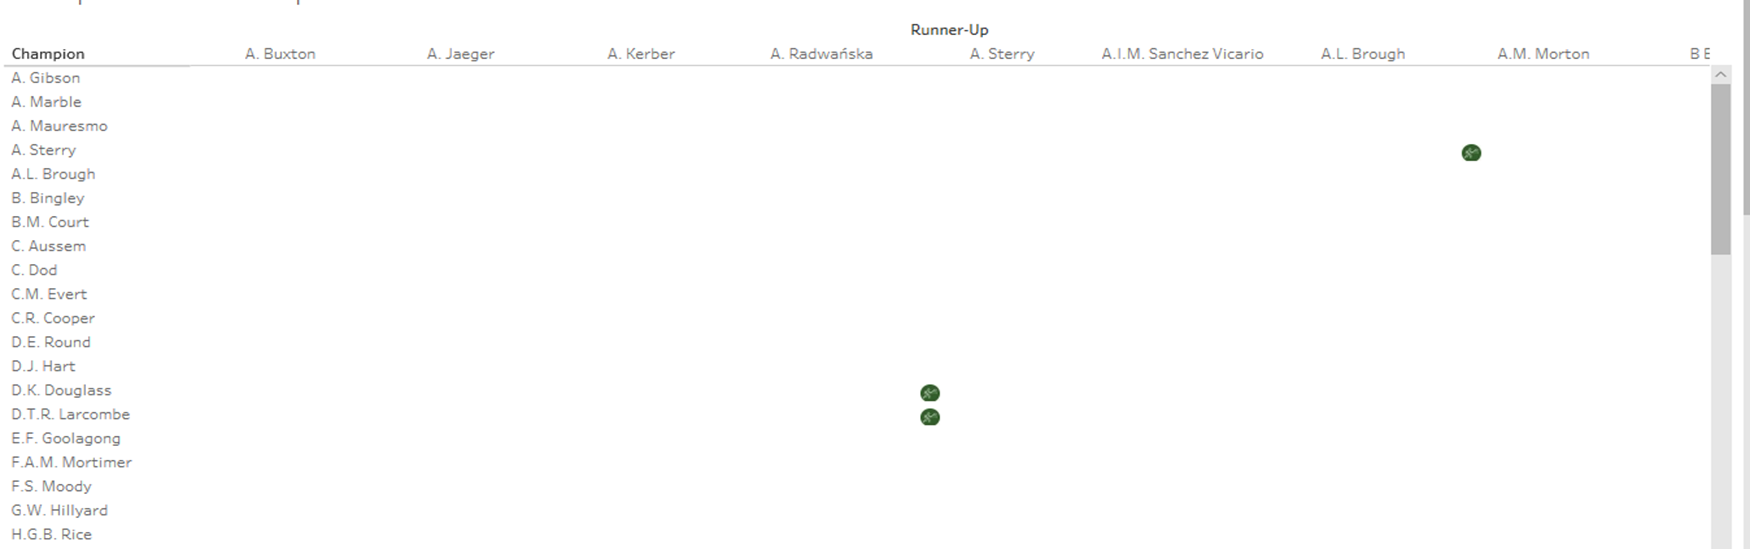 Runner-Up
Champion A. Buxton A. Jaeger A. Kerber A. Radwańska A. Sterry A.I.M. Sanchez Vicario A.L. Brough A.M. Morton B
A. Gibson
A. Marble
A. Mauresmo
A. Sterry
A.L. Brough
B. Bingley
B.M. Court
C. Aussem
C. Dod
C.M. Evert
C.R. Cooper
D.E. Round
D.J. Hart
D.K. Douglass
D.T.R. Larcombe
E.F. Goolagong
F.A.M. Mortimer
F.S. Moody
G.W. Hillyard
H.G.B. Rice